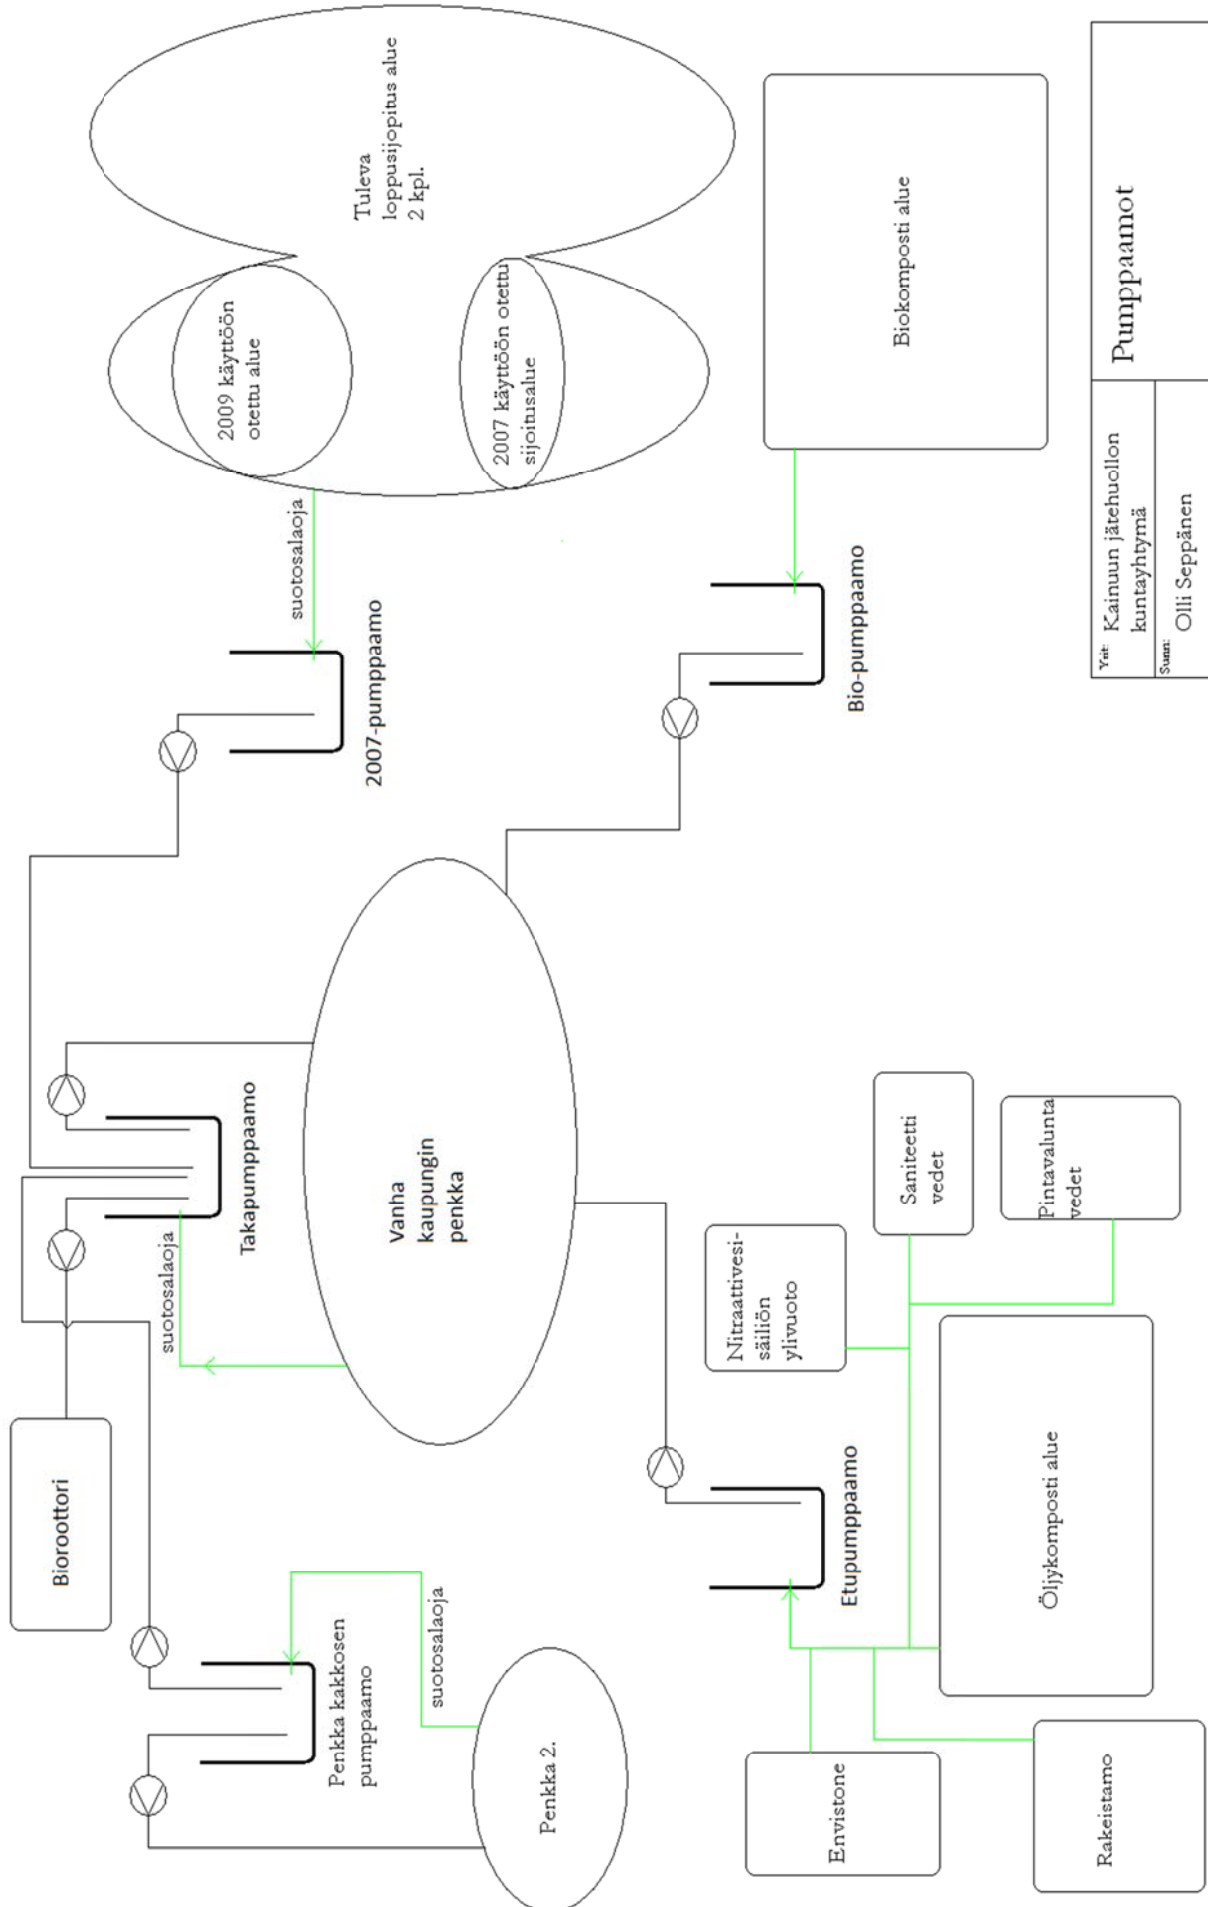 Bioroottori
Penkka kakkosen
pumppaamo
suotosalaoja
Penkka 2.
Envistone
Rakeistamo
suotosalaoja
Takapumppaamo
Vanha
kaupungin
penkka
Etupumppaamo
Nitraattivesi-
säiliön
ylivuoto
Saniteetti
vedet
Pintavalunta
vedet
Öljykomposti alue
suotosalaoja
2007-pumppaamo
Bio-pumppaamo
2009 käyttöön
otettu alue
2007 käyttöön otettu
sijoitusalue
Tuleva
loppusijopitus alue
2 kpl.
Biokomposti alue
Yrit: Kainuun jätehuollon
kuntayhtymä
Suun:
Olli Seppänen
Pumppaamot